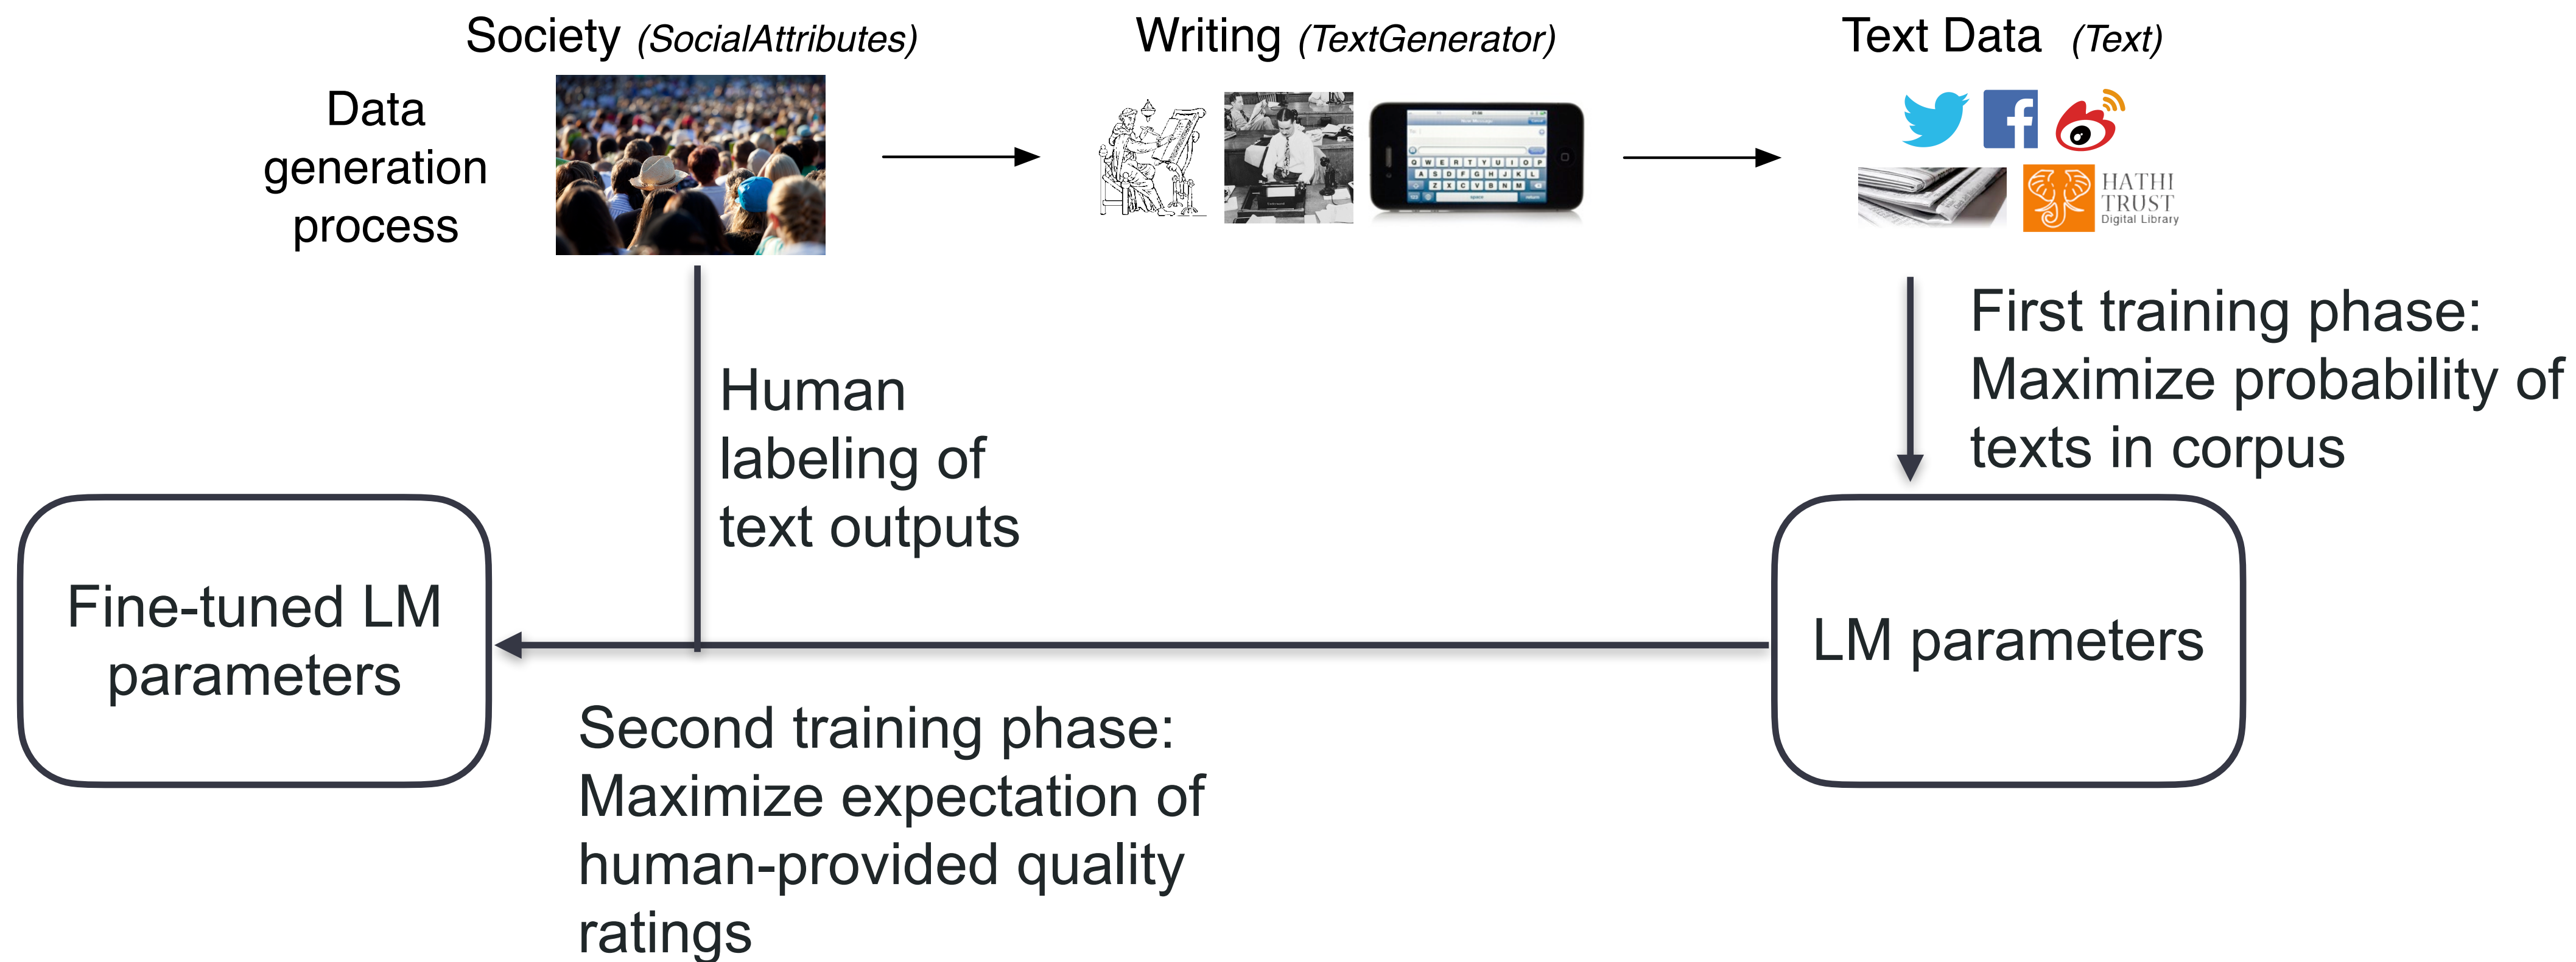 Society (SocialAttributes)
Writing (TextGenerator)
Text Data (Text)
Data
generation
process
HATHI
TRUST
Digital Library
Q W E R T Y U I O P
A S D F G H J K L
Z X C V B N M
space
return
First training phase:
Maximize probability of
texts in corpus
Human
labeling of
text outputs
Fine-tuned LM
parameters
LM parameters
Second training phase:
Maximize expectation of
human-provided quality
ratings